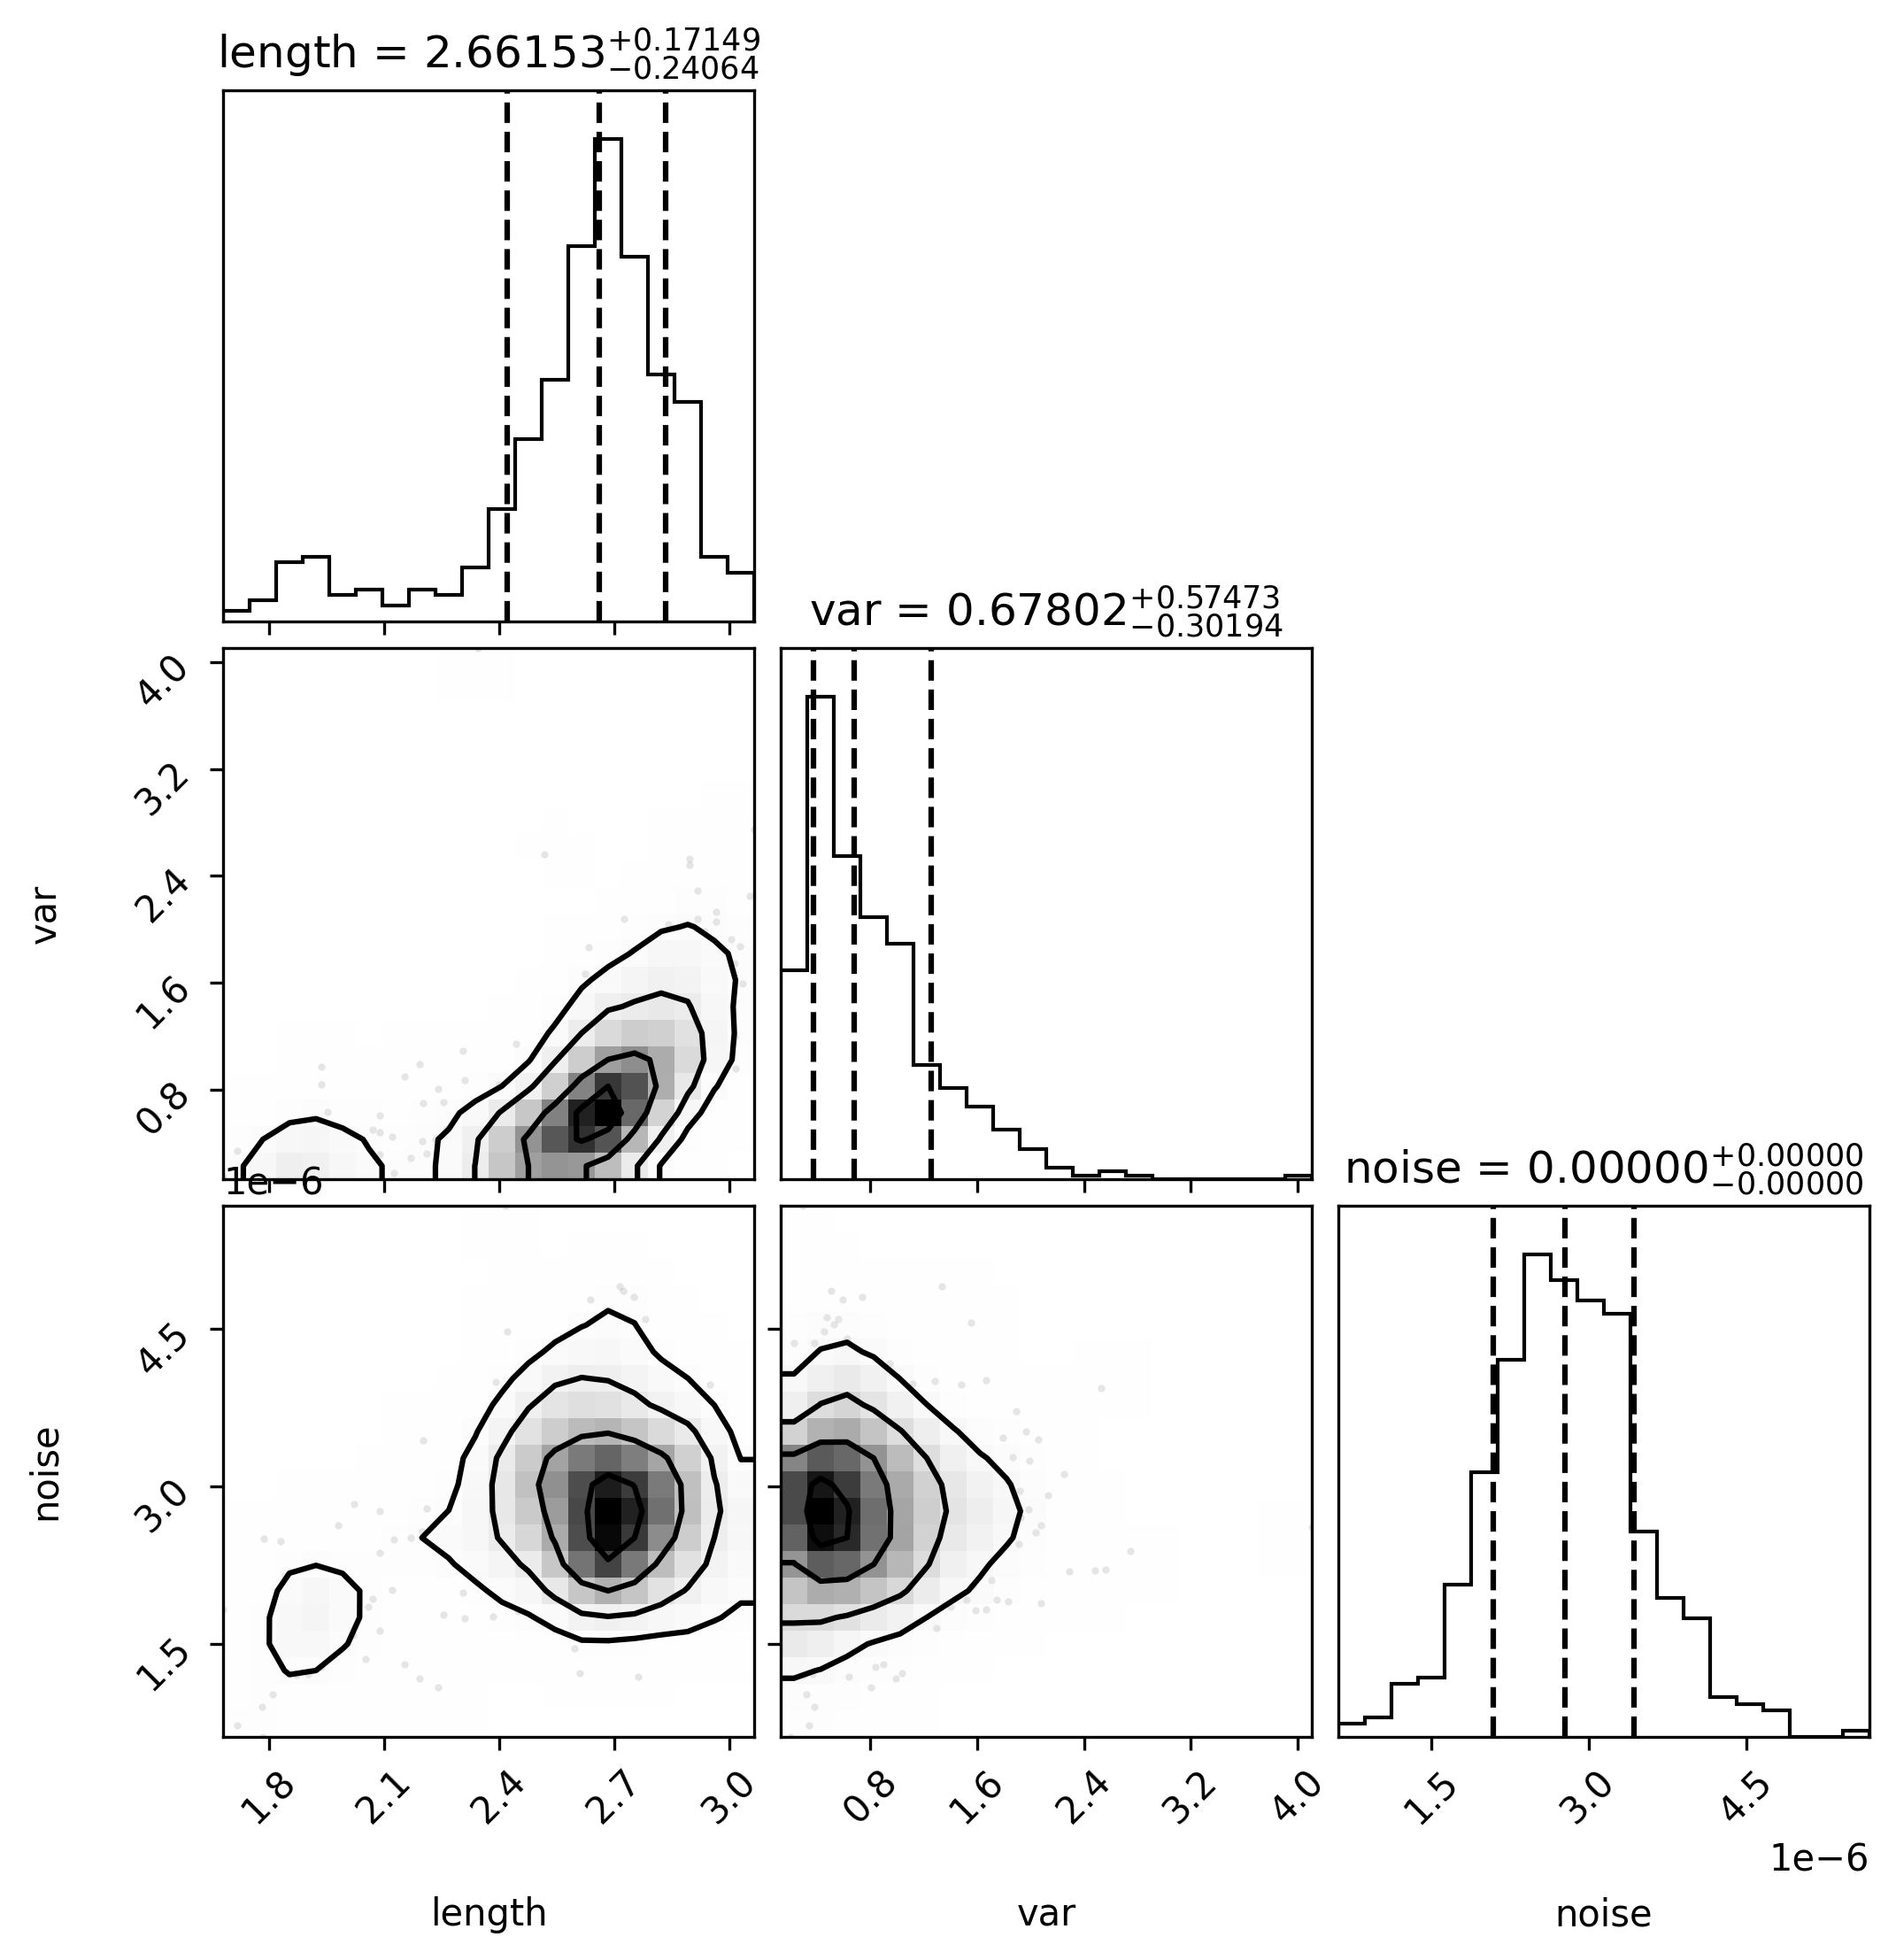 length = 2.66153+0.17149−0.24064
var = 0.67802+0.57473−0.30194
4.0
3.2
2.4
1.6
0.8
var
1e−6
noise = 0.00000+0.00000−0.00000
4.5
3.0
1.5
noise
1.8 2.1 2.4 2.7 3.0 0.8 1.6 2.4 3.2 4.0 1.5 3.0 4.5
1e−6
length var noise